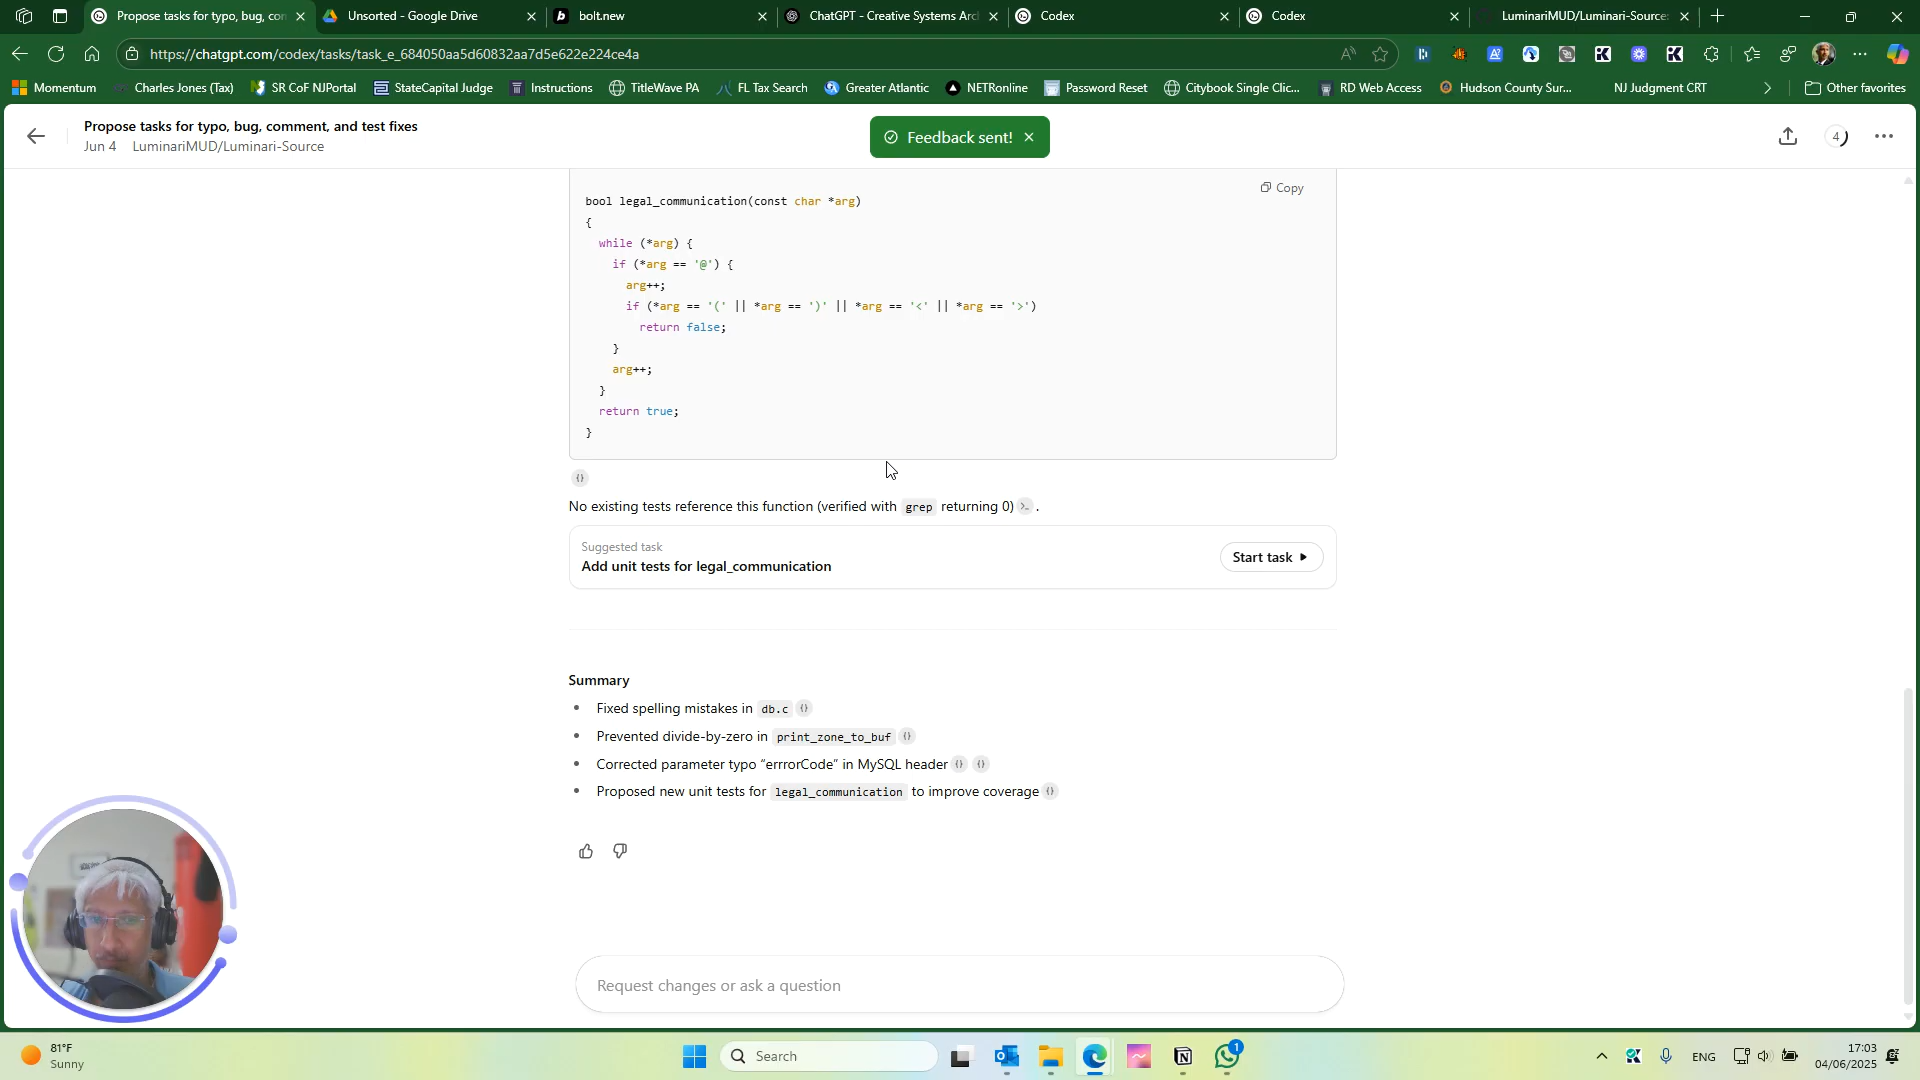 Propose tasks for typo, bug, cor
Unsorted - Google Drive
bolt.new
ChatGPT - Creative Systems Arc
Codex
Codex
LuminariMUD/Luminari-Source:
https://chatgpt.com/codex/tasks/task_e_684050aa5d60832aa7d5e622e224ce4a
Momentum
Charles Jones (Tax)
SR CoF NJPortal
StateCapital Judge
Instructions
TitleWave PA
FL Tax Search
Greater Atlantic
NETRonline
Password Reset
Citybook Single Clic...
RD Web Access
Hudson County Sur...
NJ Judgment CRT
Other favorites
Propose tasks for typo, bug, comment, and test fixes
Jun 4 LuminariMUD/Luminari-Source
Feedback sent!
4
Copy
bool legal_communication(const char *arg)
{
while (*arg) {
if (*arg == '@') {
arg++;
if (*arg == '(' || *arg == ')' || *arg == '<' || *arg == '>')
return false;
}
arg++;
}
return true;
}
No existing tests reference this function (verified with grep returning 0) .
Suggested task
Add unit tests for legal_communication
Start task
Summary
• Fixed spelling mistakes in db.c
• Prevented divide-by-zero in print_zone_to_buf
• Corrected parameter typo “errrorCode” in MySQL header
• Proposed new unit tests for legal_communication to improve coverage
Request changes or ask a question
81°F
Sunny
Search
1
ENG
17:03
04/06/2025